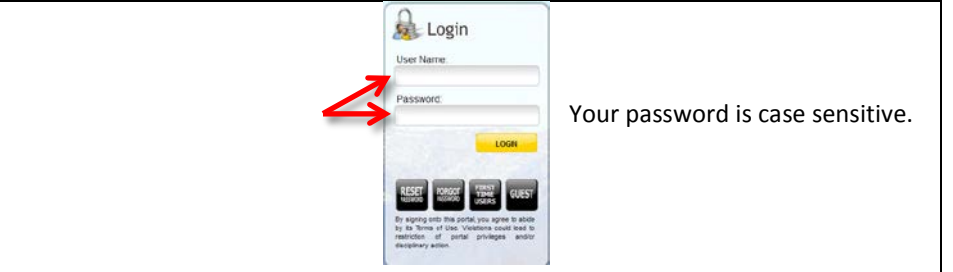 Login
User Name:
Password:
Your password is case sensitive.
LOGIN
RESET PASSWORD
FORGOT PASSWORD
FIRST TIME USERS
GUEST
By signing onto this portal, you agree to abide
by its Terms of Use. Violations could lead to
restriction of portal privileges and/or
disciplinary action.